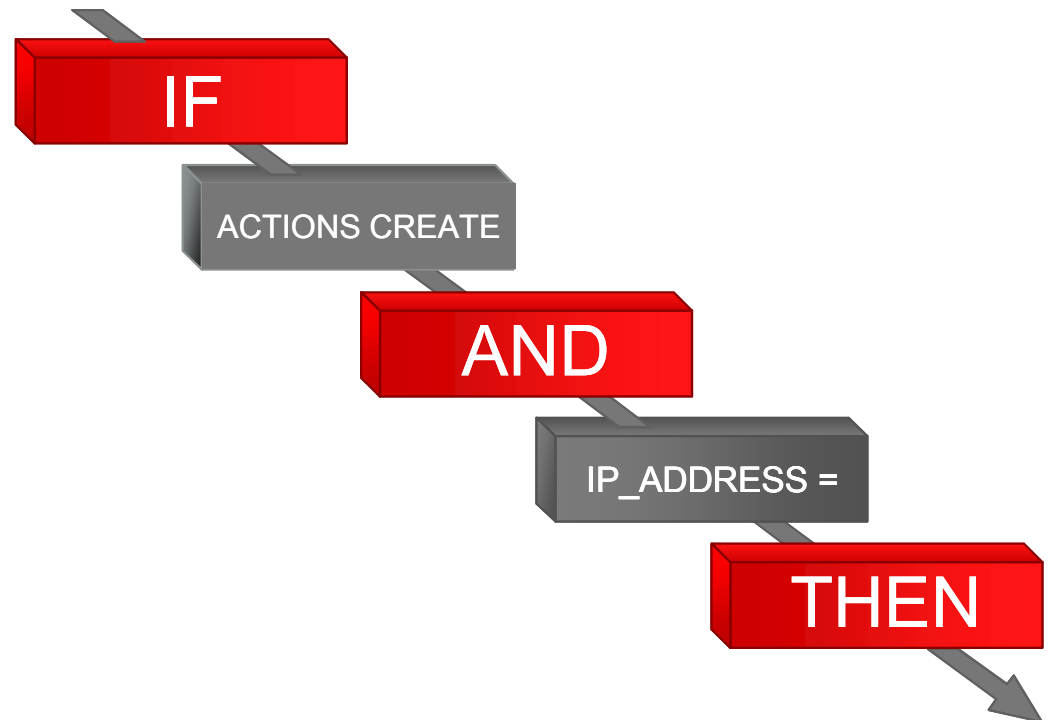 IF
ACTIONS CREATE
AND
IP_ADDRESS =
THEN